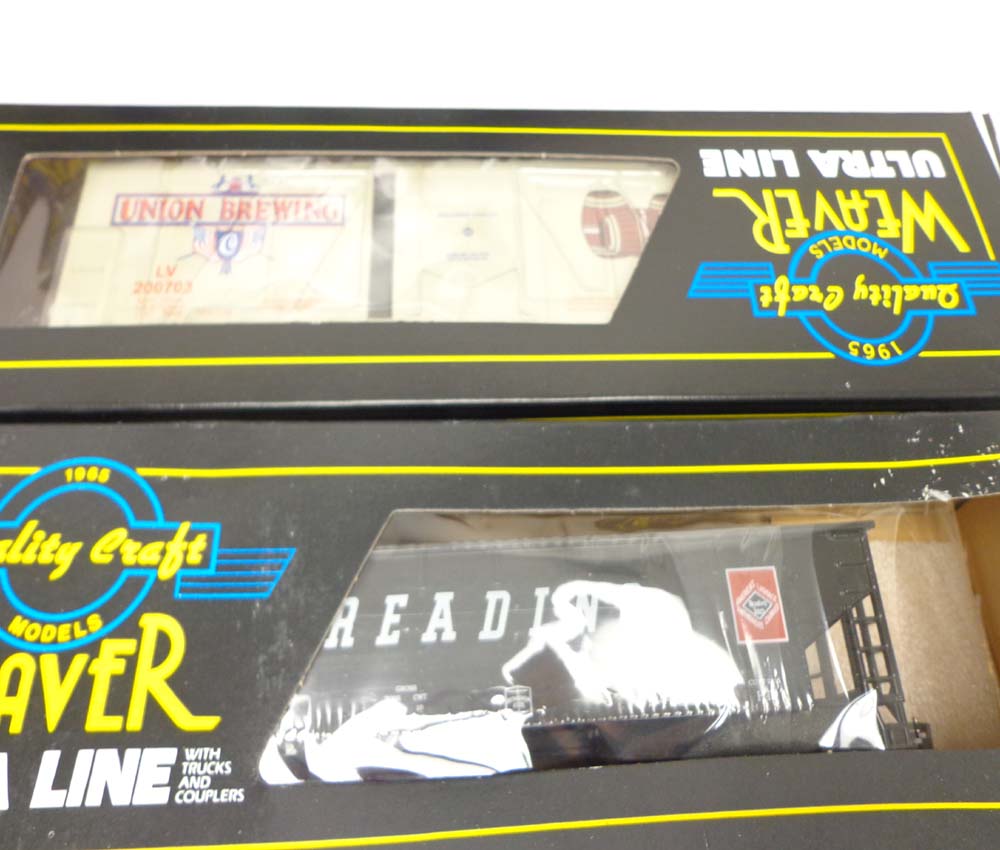 UNION BREWING
C
LV
200703
ULTRA LINE
WEAVER
MODELS
Quality Craft
1965
1965
ality Craft
MODELS
AVER
A LINE
WITH
TRUCKS
AND
COUPLERS
READIN